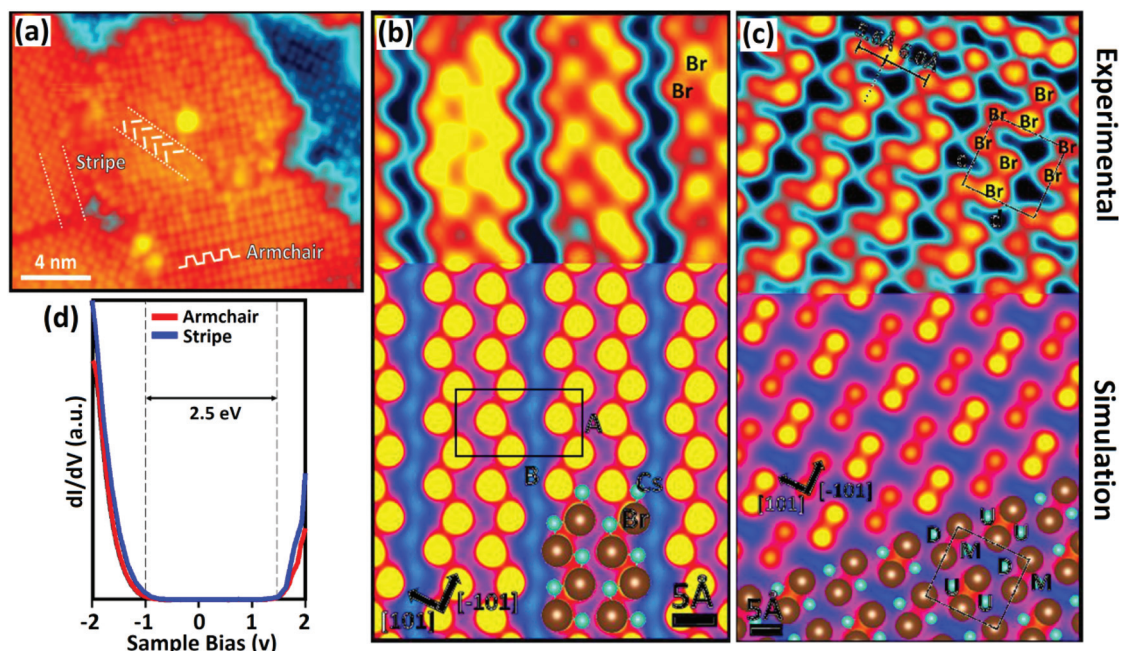 (a)
Stripe
4 nm
Armchair
(b)
Br
Br
(c)
Br
Br
Br
Br
Br
Br
Br
Experimental
(d)
Armchair
Stripe
2.5 eV
dI/dV (a.u.)
-2 -1 0 1 2
Sample Bias (v)
A
B
Cs
Br
[101]
[-101]
5Å
[101]
[-101]
D
U
U
M
D
U
M
U
5Å
Simulation